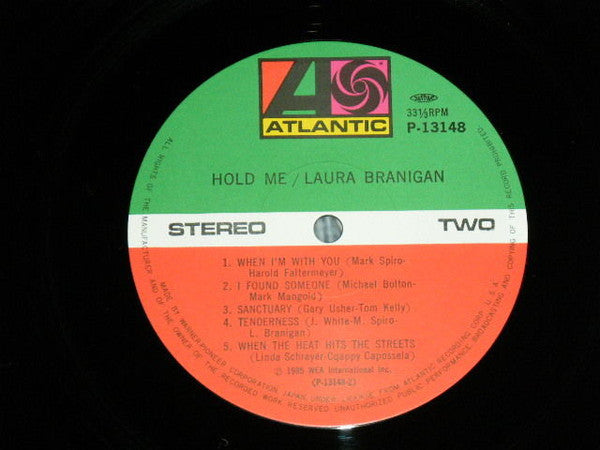 ATLANTIC
JASRAC
33⅓RPM
P-13148
HOLD ME/LAURA BRANIGAN
STEREO
TWO
1. WHEN I'M WITH YOU (Mark Spiro-
Harold Faltermeyer)
2. I FOUND SOMEONE (Michael Bolton-
Mark Mangold)
3. SANCTUARY (Gary Usher-Tom Kelly)
4. TENDERNESS (J. White-M. Spiro-
L. Branigan)
5. WHEN THE HEAT HITS THE STREETS
(Linda Schrayer-Cqappy Capossela)
Ⓟ 1985 WEA International Inc.
(P-13148-2)
ALL RIGHTS OF THE MANUFACTURER AND OF THE OWNER OF THE RECORDED WORK RESERVED UNAUTHORIZED PUBLIC PERFORMANCE BROADCASTING AND COPYING OF THIS RECORD PROHIBITED.
MADE BY WARNER-PIONEER CORPORATION JAPAN UNDER LICENSE FROM ATLANTIC RECORDING CORP. U.S.A.